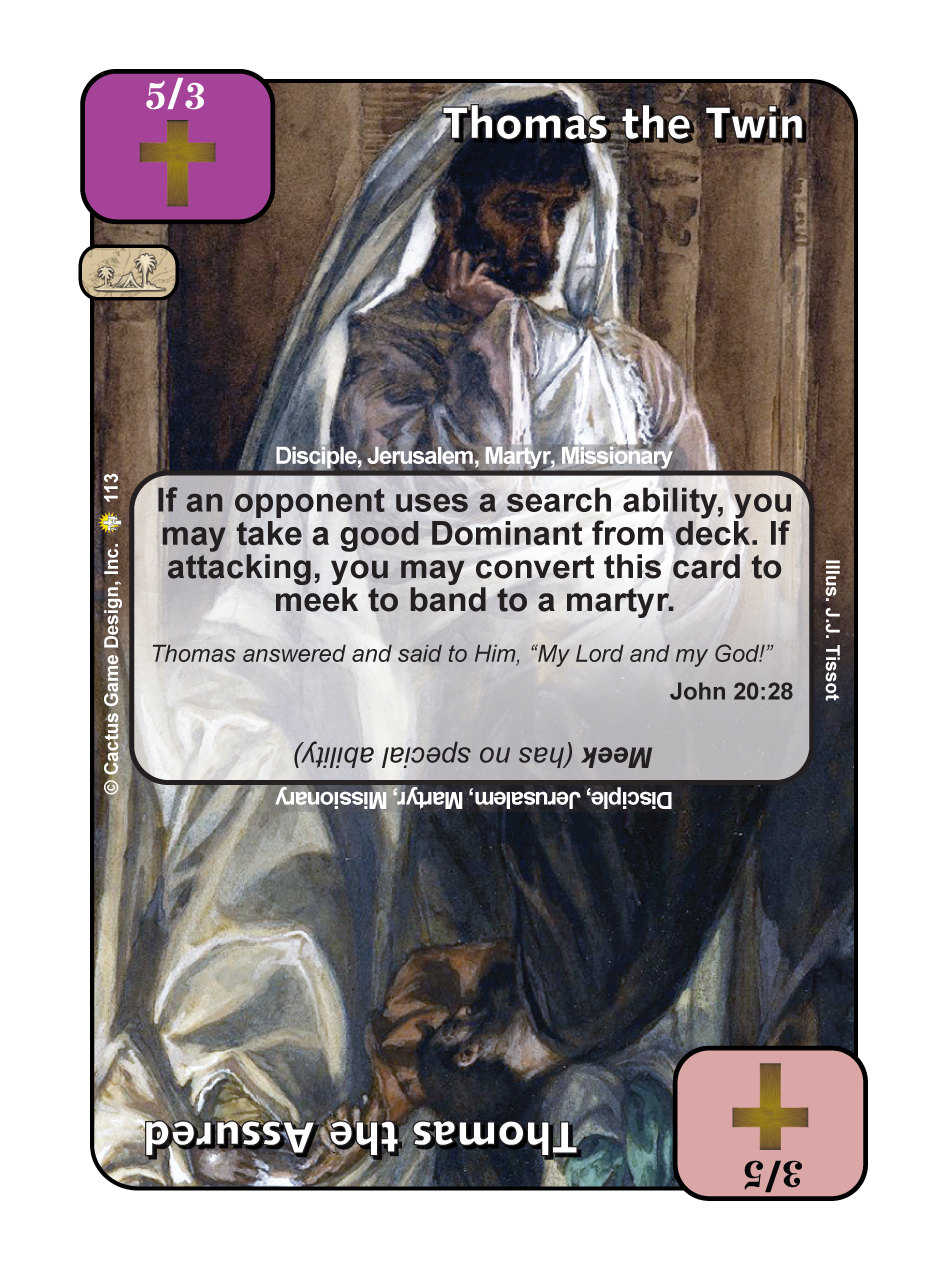 5/3
Thomas the Twin
Disciple, Jerusalem, Martyr, Missionary
If an opponent uses a search ability, you
may take a good Dominant from deck. If
attacking, you may convert this card to
meek to band to a martyr.
Thomas answered and said to Him, “My Lord and my God!”
John 20:28
Meek (has no special ability)
Disciple, Jerusalem, Martyr, Missionary
Thomas the Assured
3/5
© Cactus Game Design, Inc. 113
Illus. J.J. Tissot